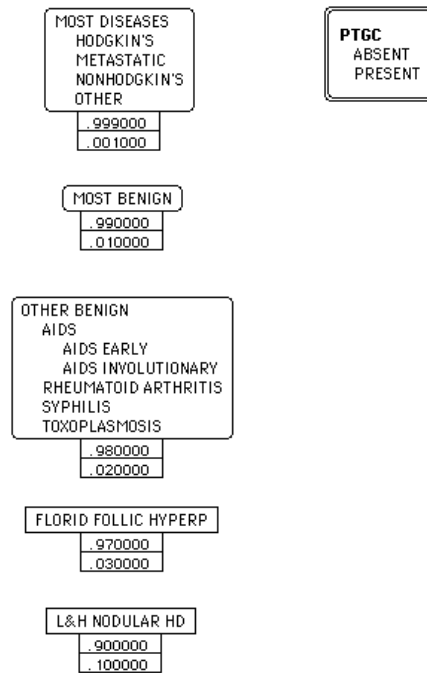 MOST DISEASES
HODGKIN'S
METASTATIC
NONHODGKIN'S
OTHER
.999000
.001000
PTGC
ABSENT
PRESENT
MOST BENIGN
.990000
.010000
OTHER BENIGN
AIDS
AIDS EARLY
AIDS INVOLUTIONARY
RHEUMATOID ARTHRITIS
SYPHILIS
TOXOPLASMOSIS
.980000
.020000
FLORID FOLLIC HYPERP
.970000
.030000
L&H NODULAR HD
.900000
.100000